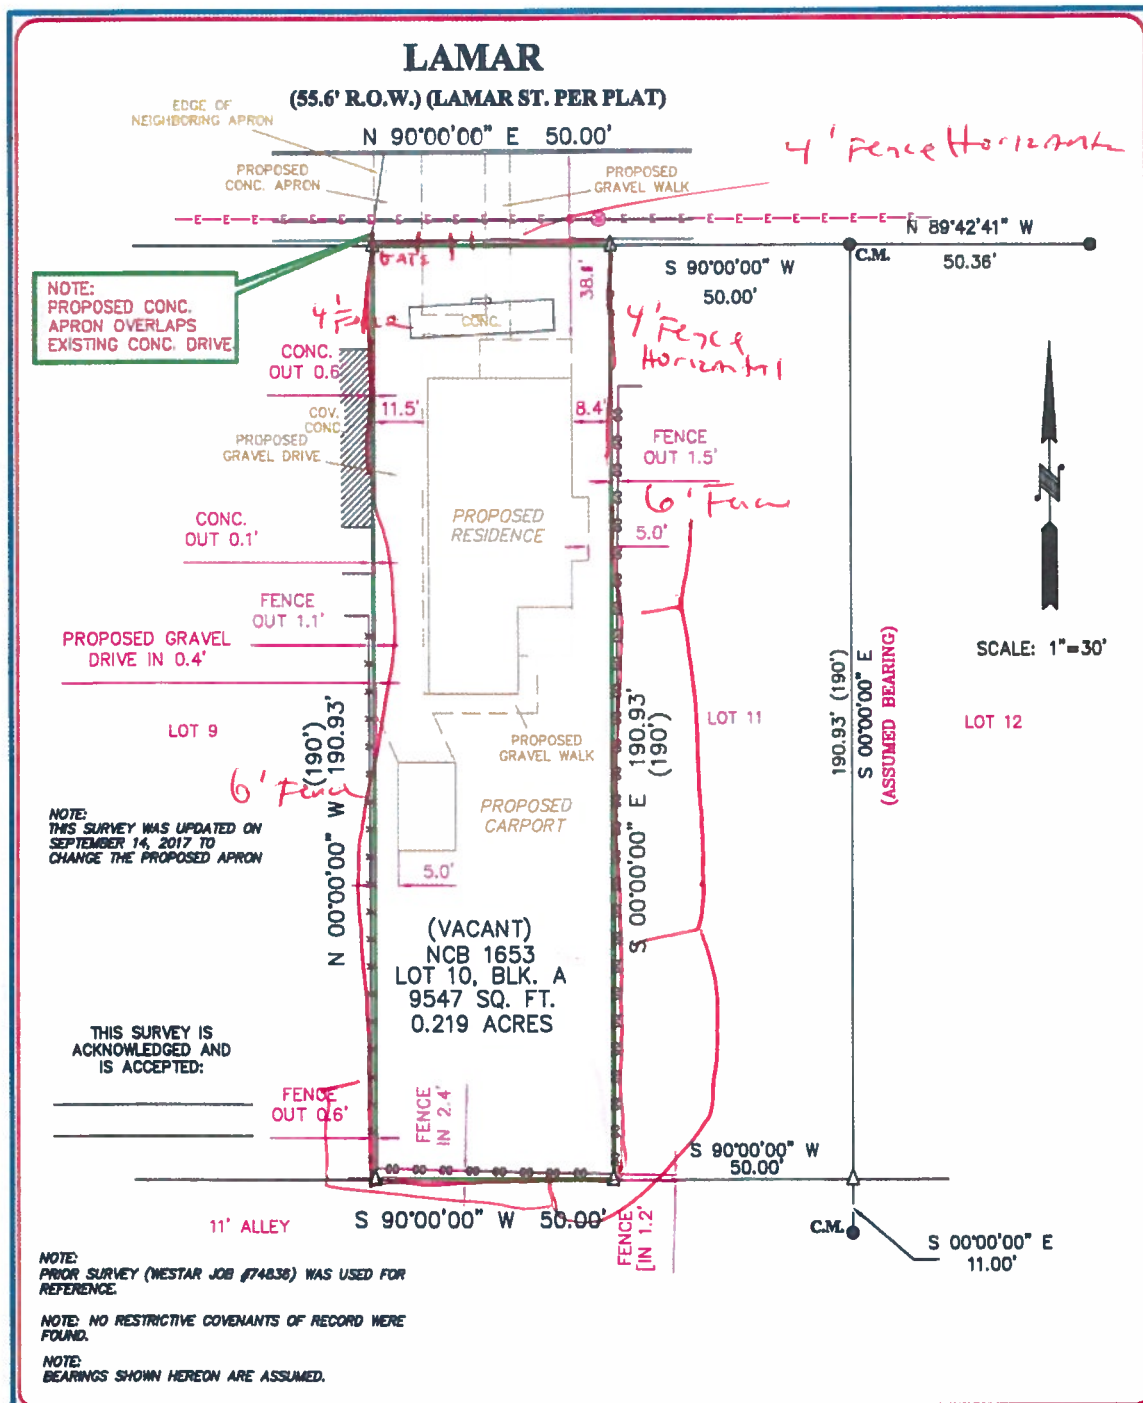 LAMAR
(55.6' R.O.W.) (LAMAR ST. PER PLAT)
EDGE OF
NEIGHBORING APRON
N 90°00'00" E 50.00'
4' Fence Horizontal
PROPOSED
CONC. APRON
PROPOSED
GRAVEL WALK
E E E E E E E E E E E E E E E E E E E E E E E
N 89°42'41" W
50.36'
C.M.
S 90°00'00" W
50.00'
GATE
38.1'
NOTE:
PROPOSED CONC.
APRON OVERLAPS
EXISTING CONC. DRIVE
4' Fence
CONC.
4' Fence
Horizontal
CONC.
OUT 0.6'
11.5'
8.4'
COV.
CONC.
PROPOSED
GRAVEL DRIVE
FENCE
OUT 1.5'
6' Fence
CONC.
OUT 0.1'
PROPOSED
RESIDENCE
5.0'
FENCE
OUT 1.1'
PROPOSED GRAVEL
DRIVE IN 0.4'
SCALE: 1"=30'
LOT 9
N 00°00'00" W 190.93'
(190')
PROPOSED
GRAVEL WALK
S 00°00'00" E 190.93'
(190')
LOT 11
190.93' (190')
S 00°00'00" E
(ASSUMED BEARING)
LOT 12
6' Fence
PROPOSED
CARPORT
NOTE:
THIS SURVEY WAS UPDATED ON
SEPTEMBER 14, 2017 TO
CHANGE THE PROPOSED APRON
5.0'
(VACANT)
NCB 1653
LOT 10, BLK. A
9547 SQ. FT.
0.219 ACRES
THIS SURVEY IS
ACKNOWLEDGED AND
IS ACCEPTED:
FENCE
OUT 0.6'
FENCE
IN 2.4'
S 90°00'00" W
50.00'
11' ALLEY
S 90°00'00" W 50.00'
FENCE
[IN 1.2'
C.M.
S 00°00'00" E
11.00'
NOTE:
PRIOR SURVEY (WESTAR JOB #74836) WAS USED FOR
REFERENCE.
NOTE: NO RESTRICTIVE COVENANTS OF RECORD WERE
FOUND.
NOTE:
BEARINGS SHOWN HEREON ARE ASSUMED.